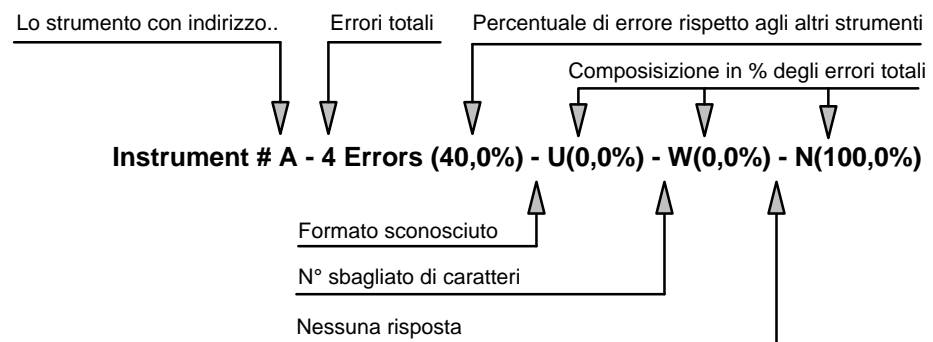 Lo strumento con indirizzo.. Errori totali Percentuale di errore rispetto agli altri strumenti
Composisizione in % degli errori totali
Instrument # A - 4 Errors (40,0%) - U(0,0%) - W(0,0%) - N(100,0%)
Formato sconosciuto
N° sbagliato di caratteri
Nessuna risposta